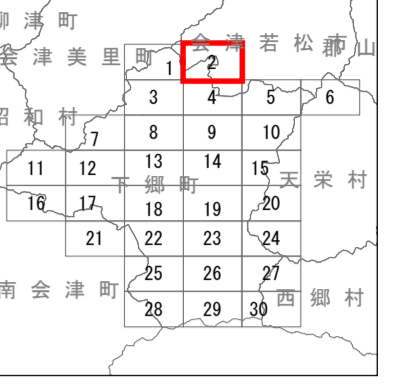 柳津町
会津美里町
会津若松市
郡山
1 2
3 4 5 6
昭和村
7 8 9 10
11 12 13 14 15
下郷町
天栄村
16 17 18 19 20
21 22 23 24
南会津町
25 26 27
西郷村
28 29 30